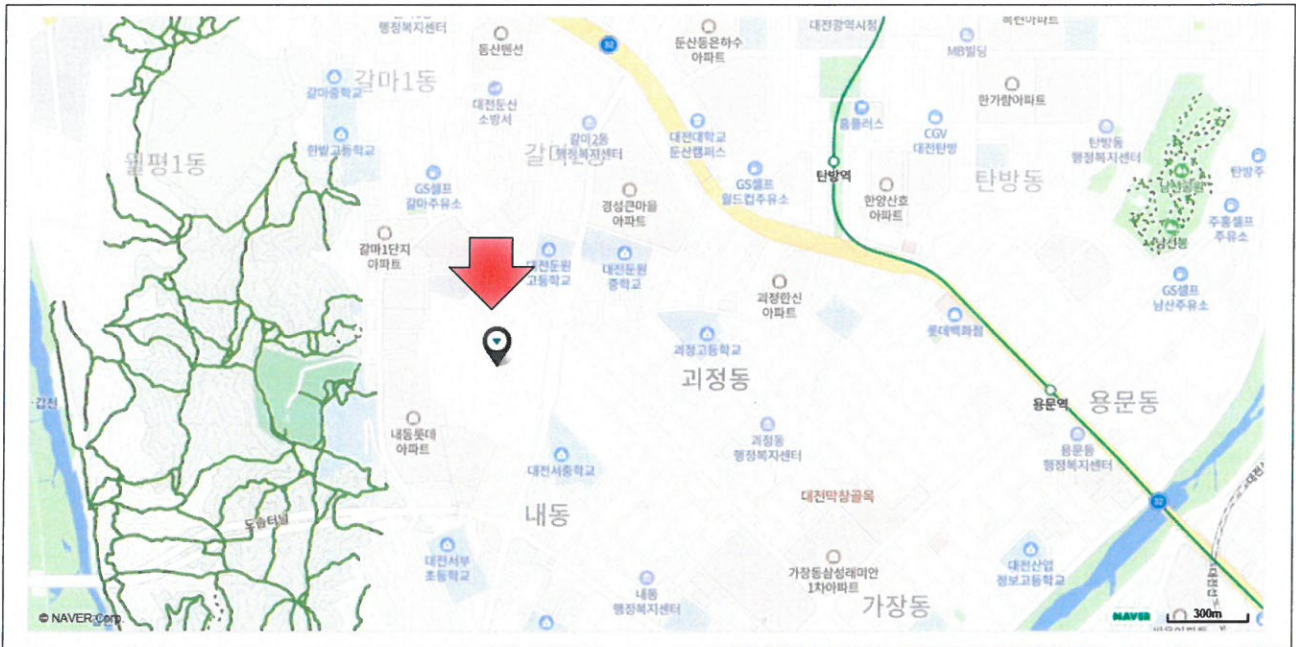 행정복지센터
둥산펜션
32
둔산동은하수
아파트
대전광역시청
MB빌딩
갈마중학교
갈마1동
대전둔산
소방서
한가람아파트
홈플러스
CGV
대전탄방
한밭고등학교
갈마2동
행정복지센터
대전대학교
둔산캠퍼스
탄방동
행정복지센터
월평1동
GS셀프
갈마주유소
GS셀프
월드컵주유소
탄방역
탄방동
남선공원
탄방주
경성큰마을
아파트
한양산호
아파트
주홍셀프
주유소
갈마1단지
아파트
대전둔원
고등학교
대전둔원
중학교
남선봉
괴정한신
아파트
GS셀프
남산주유소
롯데백화점
괴정고등학교
괴정동
갑천
용문역
용문동
내동롯데
아파트
괴정동
행정복지센터
용문동
행정복지센터
대전서중학교
대전막창골목
32
내동
도솔터널
대전서부
초등학교
가장동삼성래미안
1차아파트
대전산업
정보고등학교
대전선
내동
행정복지센터
가장동
© NAVER Corp.
NAVER
300m